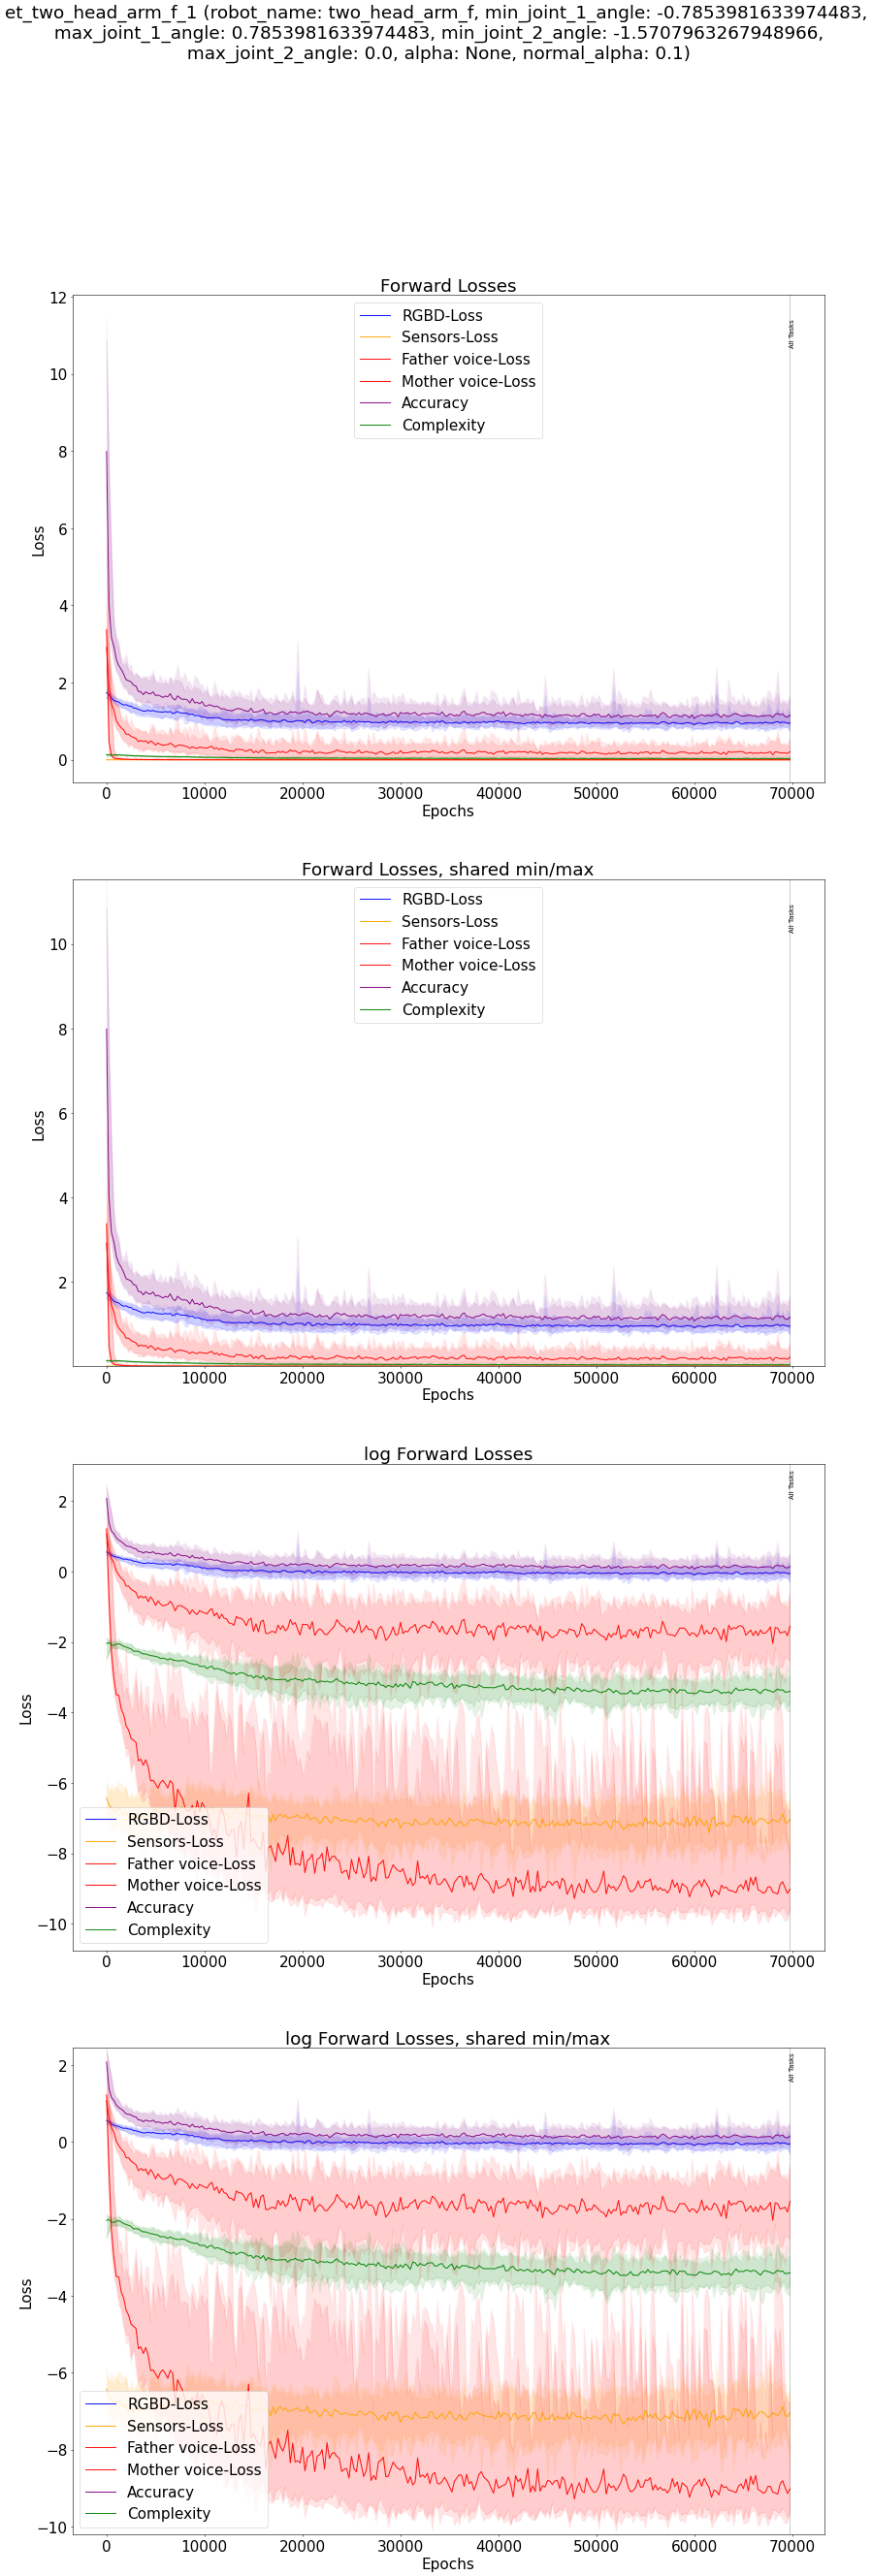 et_two_head_arm_f_1 (robot_name: two_head_arm_f, min_joint_1_angle: -0.7853981633974483,
max_joint_1_angle: 0.7853981633974483, min_joint_2_angle: -1.5707963267948966,
max_joint_2_angle: 0.0, alpha: None, normal_alpha: 0.1)
Forward Losses
12
10
8
6
4
2
0
Loss
RGBD-Loss
Sensors-Loss
Father voice-Loss
Mother voice-Loss
Accuracy
Complexity
All Tasks
0 10000 20000 30000 40000 50000 60000 70000
Epochs
Forward Losses, shared min/max
10
8
6
4
2
Loss
RGBD-Loss
Sensors-Loss
Father voice-Loss
Mother voice-Loss
Accuracy
Complexity
All Tasks
0 10000 20000 30000 40000 50000 60000 70000
Epochs
log Forward Losses
2
0
−2
−4
−6
−8
−10
Loss
RGBD-Loss
Sensors-Loss
Father voice-Loss
Mother voice-Loss
Accuracy
Complexity
All Tasks
0 10000 20000 30000 40000 50000 60000 70000
Epochs
log Forward Losses, shared min/max
2
0
−2
−4
−6
−8
−10
Loss
RGBD-Loss
Sensors-Loss
Father voice-Loss
Mother voice-Loss
Accuracy
Complexity
All Tasks
0 10000 20000 30000 40000 50000 60000 70000
Epochs